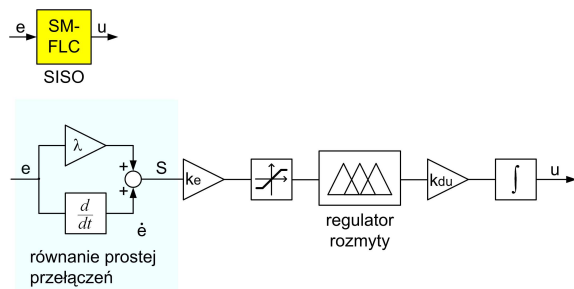 e
SM-
FLC
u
SISO
e
λ
+
+
S
d
dt
ė
ke
regulator
rozmyty
kdu
∫
u
równanie prostej
przełączeń